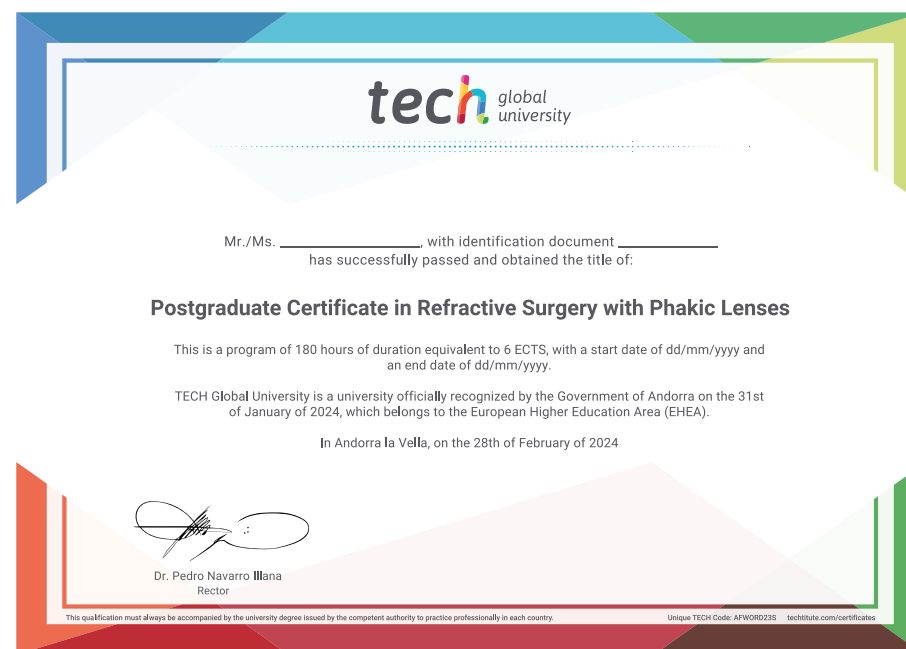 tech global
university
Mr./Ms. ____________, with identification document ____________
has successfully passed and obtained the title of:
Postgraduate Certificate in Refractive Surgery with Phakic Lenses
This is a program of 180 hours of duration equivalent to 6 ECTS, with a start date of dd/mm/yyyy and
an end date of dd/mm/yyyy.
TECH Global University is a university officially recognized by the Government of Andorra on the 31st
of January of 2024, which belongs to the European Higher Education Area (EHEA).
In Andorra la Vella, on the 28th of February of 2024
Dr. Pedro Navarro Illana
Rector
This qualification must always be accompanied by the university degree issued by the competent authority to practice professionally in each country.
Unique TECH Code: AFWORD23S techtitute.com/certificates